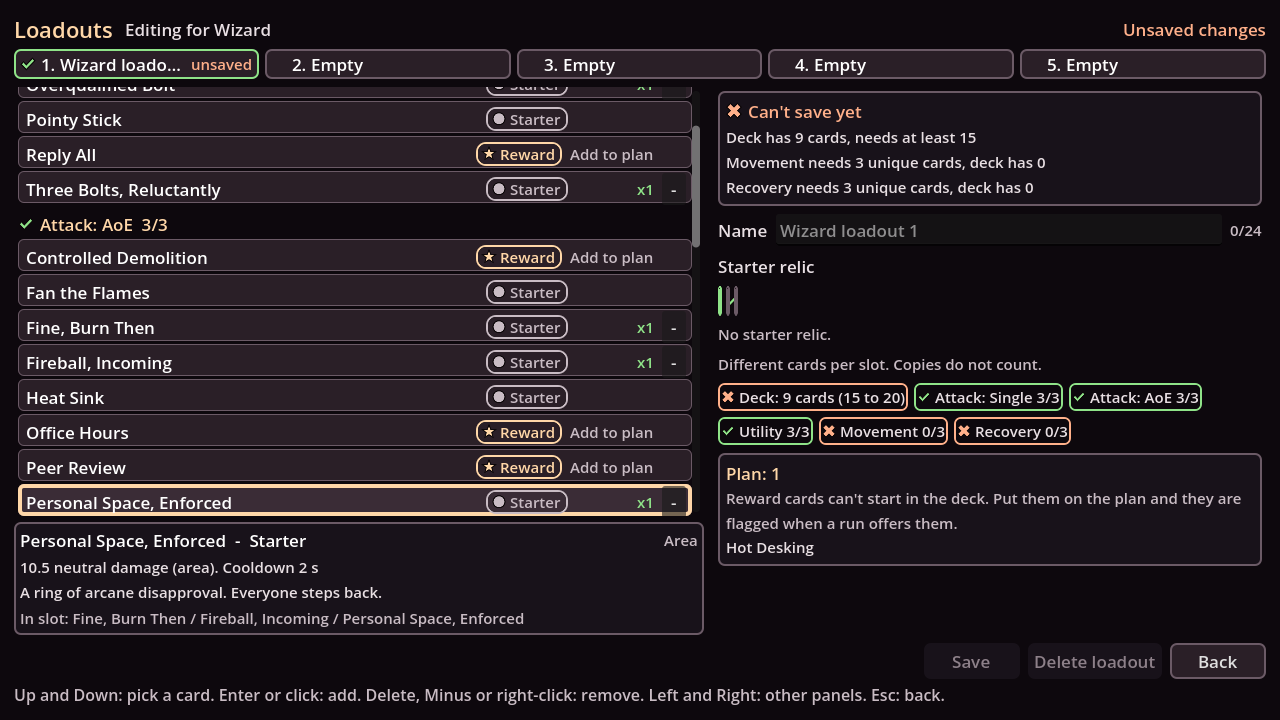 Loadouts Editing for Wizard Unsaved changes
1. Wizard loado... unsaved 2. Empty 3. Empty 4. Empty 5. Empty
Overqualified Bolt Starter x1
Pointy Stick Starter
Reply All Reward Add to plan
Three Bolts, Reluctantly Starter x1 -
Attack: AoE 3/3
Controlled Demolition Reward Add to plan
Fan the Flames Starter
Fine, Burn Then Starter x1 -
Fireball, Incoming Starter x1 -
Heat Sink Starter
Office Hours Reward Add to plan
Peer Review Reward Add to plan
Personal Space, Enforced Starter x1 -
Personal Space, Enforced - Starter Area
10.5 neutral damage (area). Cooldown 2 s
A ring of arcane disapproval. Everyone steps back.
In slot: Fine, Burn Then / Fireball, Incoming / Personal Space, Enforced
Can't save yet
Deck has 9 cards, needs at least 15
Movement needs 3 unique cards, deck has 0
Recovery needs 3 unique cards, deck has 0
Name Wizard loadout 1 0/24
Starter relic
No starter relic.
Different cards per slot. Copies do not count.
Deck: 9 cards (15 to 20) Attack: Single 3/3 Attack: AoE 3/3
Utility 3/3 Movement 0/3 Recovery 0/3
Plan: 1
Reward cards can't start in the deck. Put them on the plan and they are
flagged when a run offers them.
Hot Desking
Save Delete loadout Back
Up and Down: pick a card. Enter or click: add. Delete, Minus or right-click: remove. Left and Right: other panels. Esc: back.